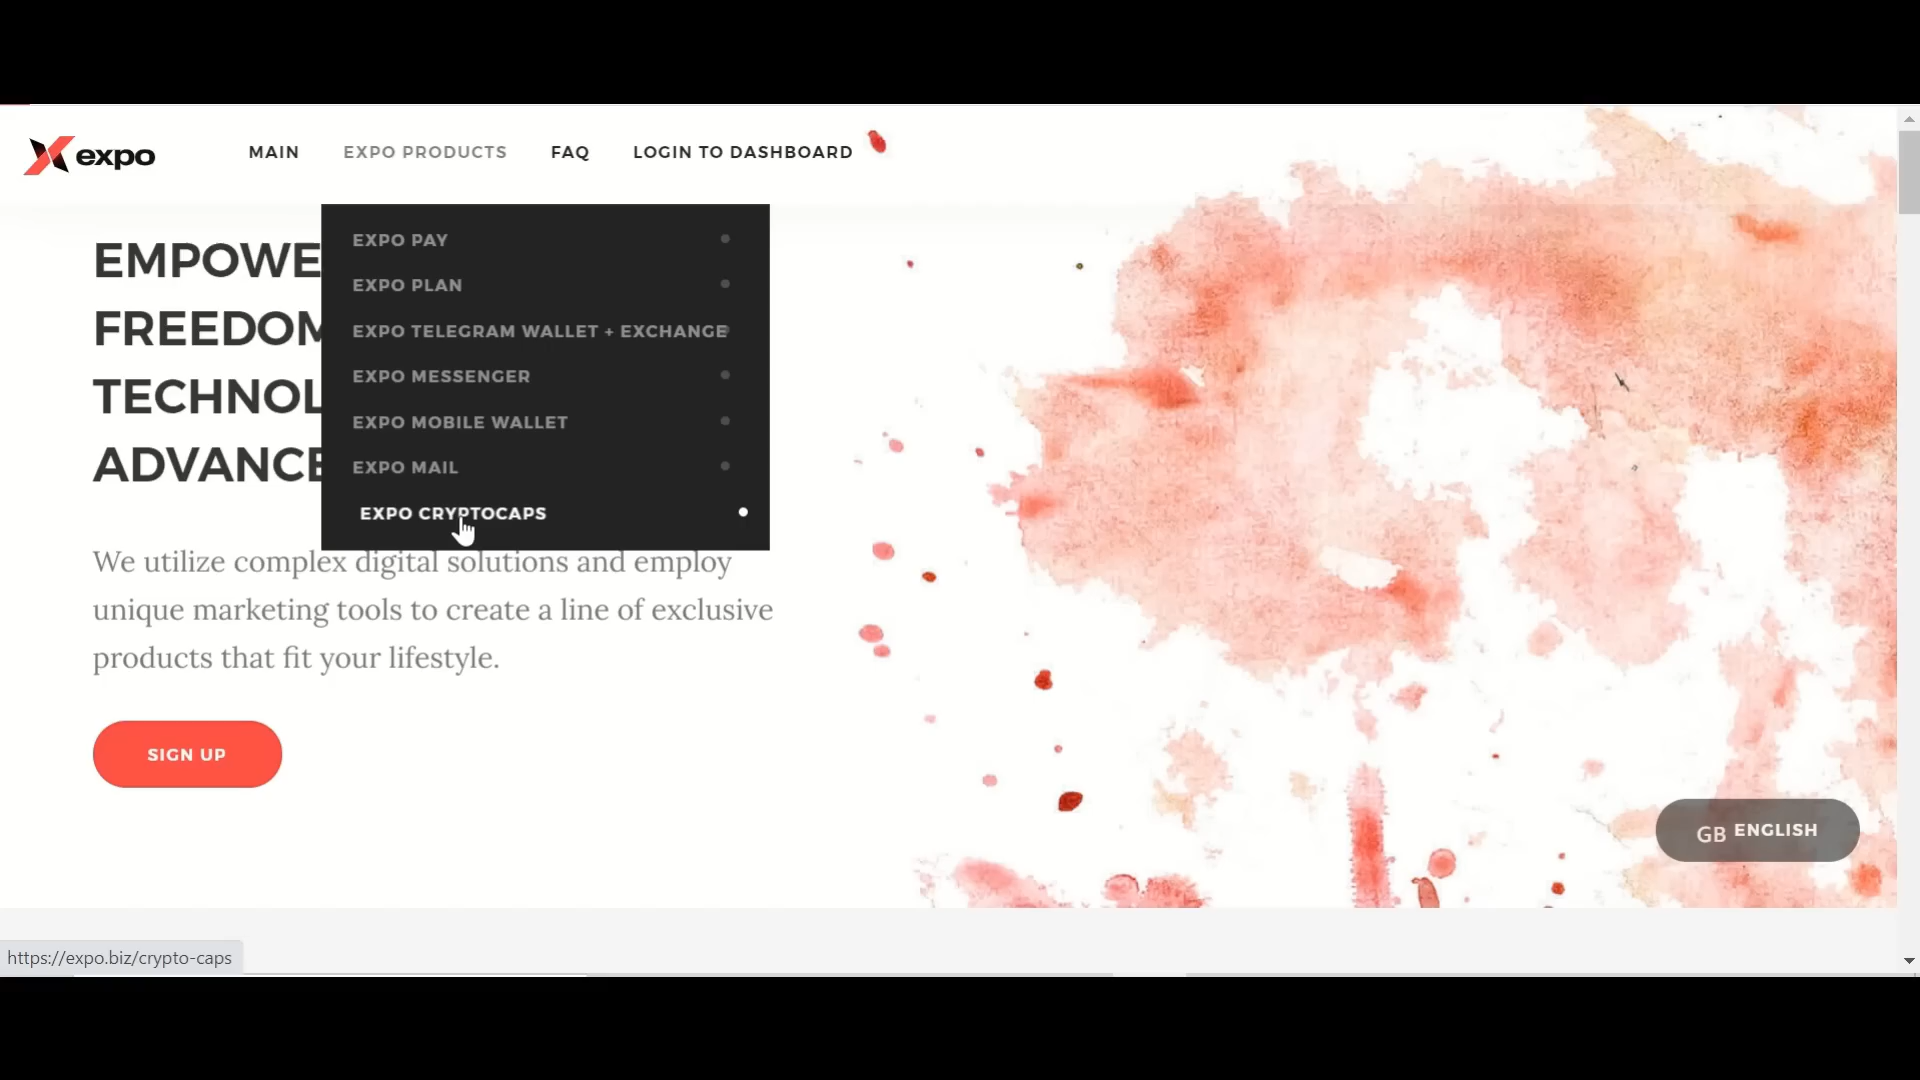 expo
MAIN
EXPO PRODUCTS
FAQ
LOGIN TO DASHBOARD
EXPO PAY
EXPO PLAN
EXPO TELEGRAM WALLET + EXCHANGE
EXPO MESSENGER
EXPO MOBILE WALLET
EXPO MAIL
EXPO CRYPTOCAPS
EMPOWE
FREEDOM
TECHNOL
ADVANCE
We utilize complex digital solutions and employ
unique marketing tools to create a line of exclusive
products that fit your lifestyle.
SIGN UP
GB ENGLISH
https://expo.biz/crypto-caps